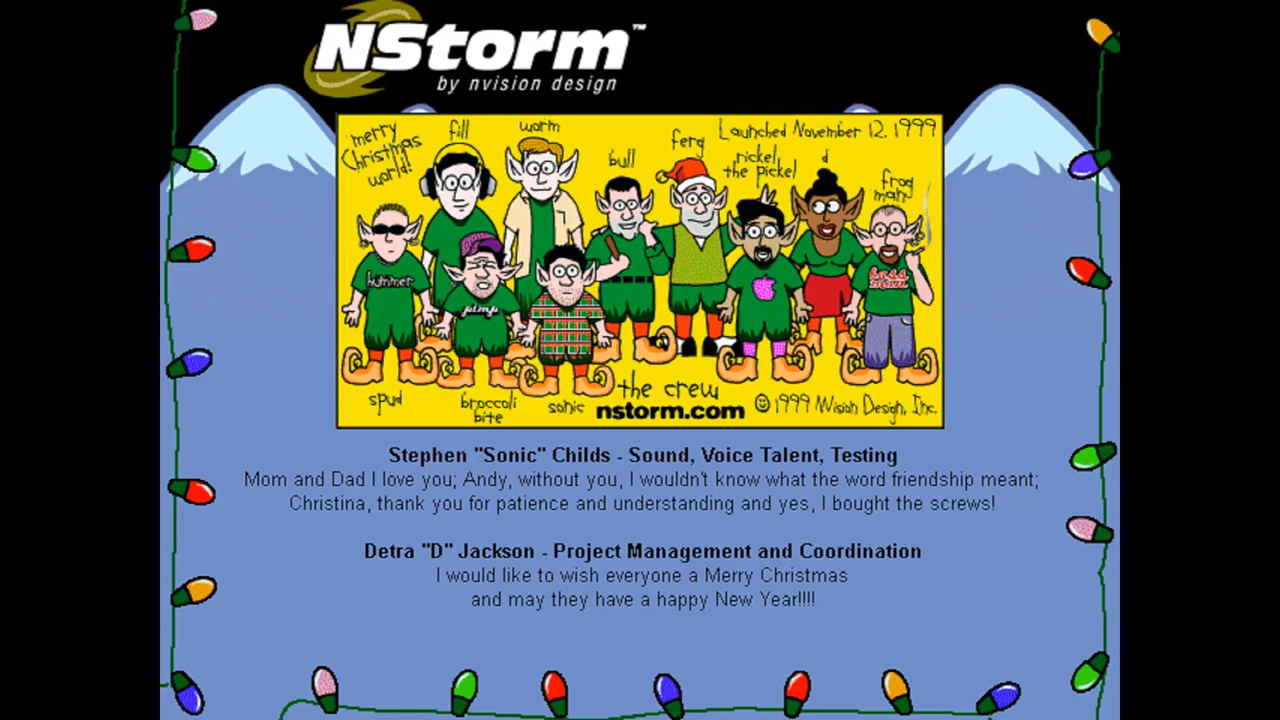 NStorm™
by nvision design
merry
Christmas
world!
fill
worm
bull
ferg
Launched November 12, 1999
rickel
the pickel
d
frog
man
hummer
spud
broccoli
bite
sonic
the crew
nstorm.com
© 1999 NVision Design, Inc.
Stephen "Sonic" Childs - Sound, Voice Talent, Testing
Mom and Dad I love you; Andy, without you, I wouldn't know what the word friendship meant;
Christina, thank you for patience and understanding and yes, I bought the screws!
Detra "D" Jackson - Project Management and Coordination
I would like to wish everyone a Merry Christmas
and may they have a happy New Year!!!!